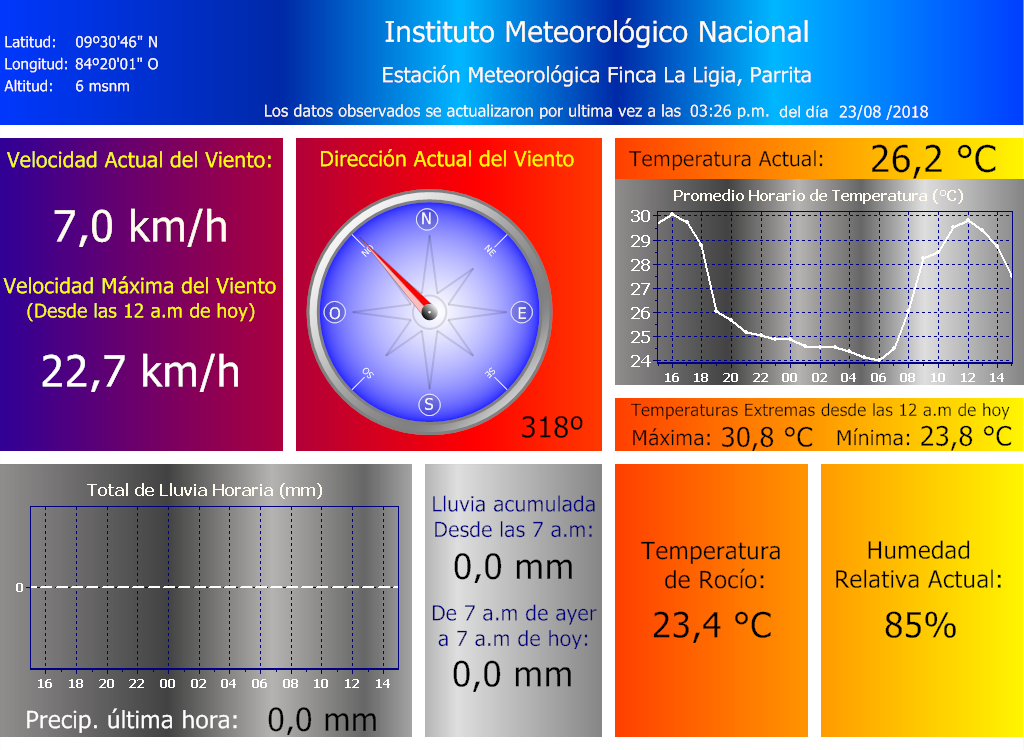 Instituto Meteorológico Nacional
Latitud: 09º30'46" N
Longitud: 84º20'01" O
Altitud: 6 msnm
Estación Meteorológica Finca La Ligia, Parrita
Los datos observados se actualizaron por ultima vez a las 03:26 p.m. del día 23/08 /2018
Velocidad Actual del Viento:
7,0 km/h
Velocidad Máxima del Viento
(Desde las 12 a.m de hoy)
22,7 km/h
Dirección Actual del Viento
N
NO
NE
O
E
SO
SE
S
318º
Temperatura Actual: 26,2 °C
Promedio Horario de Temperatura (°C)
30
29
28
27
26
25
24
16 18 20 22 00 02 04 06 08 10 12 14
Temperaturas Extremas desde las 12 a.m de hoy
Máxima: 30,8 °C Mínima: 23,8 °C
Total de Lluvia Horaria (mm)
0
16 18 20 22 00 02 04 06 08 10 12 14
Precip. última hora: 0,0 mm
Lluvia acumulada
Desde las 7 a.m:
0,0 mm
De 7 a.m de ayer
a 7 a.m de hoy:
0,0 mm
Temperatura
de Rocío:
23,4 °C
Humedad
Relativa Actual:
85%